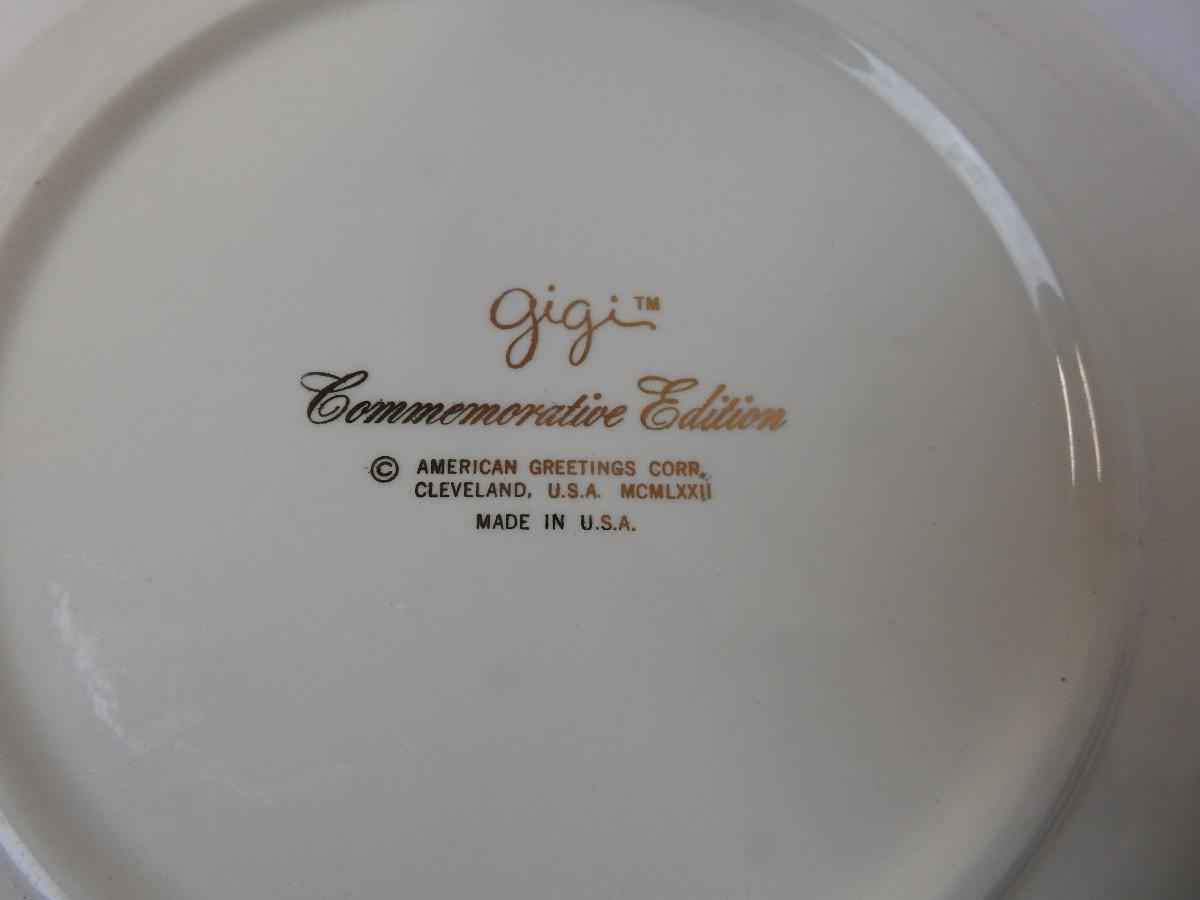 gigi™
Commemorative Edition
© AMERICAN GREETINGS CORP.
CLEVELAND, U.S.A. MCMLXXII
MADE IN U.S.A.